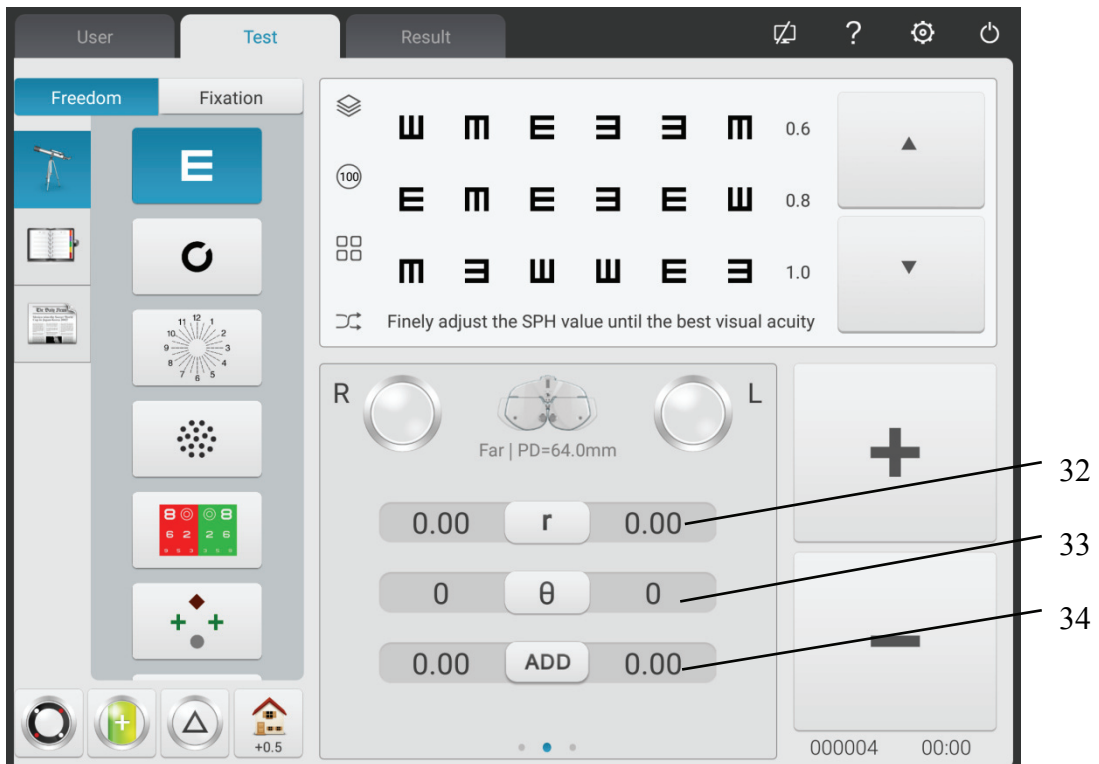 User Test Result ?
Freedom Fixation
The Daily News
E
11 12 1
10 2
9 3
8 4
7 6 5
8 8
6 2 2 6
+0.5
100
Ш m E Ǝ Ǝ m 0.6
E m E Ǝ E Ш 0.8
m Ǝ Ш Ш E Ǝ 1.0
Finely adjust the SPH value until the best visual acuity
R L
Far | PD=64.0mm
0.00 r 0.00
0 θ 0
0.00 ADD 0.00
+
−
000004 00:00
32
33
34